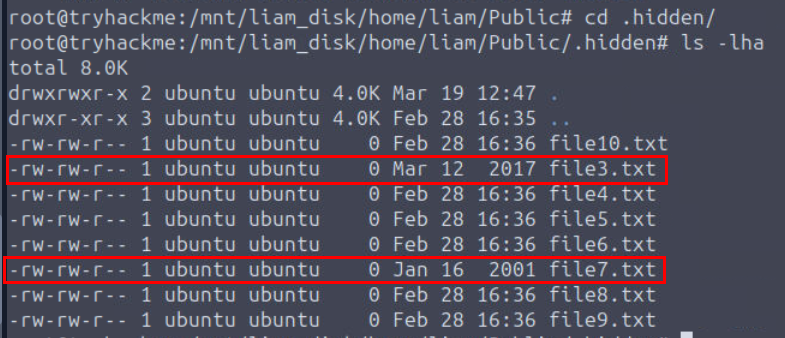 root@tryhackme:/mnt/liam_disk/home/liam/Public# cd .hidden/
root@tryhackme:/mnt/liam_disk/home/liam/Public/.hidden# ls -lha
total 8.0K
drwxrwxr-x 2 ubuntu ubuntu 4.0K Mar 19 12:47 .
drwxr-xr-x 3 ubuntu ubuntu 4.0K Feb 28 16:35 ..
-rw-rw-r-- 1 ubuntu ubuntu    0 Feb 28 16:36 file10.txt
-rw-rw-r-- 1 ubuntu ubuntu    0 Mar 12  2017 file3.txt
-rw-rw-r-- 1 ubuntu ubuntu    0 Feb 28 16:36 file4.txt
-rw-rw-r-- 1 ubuntu ubuntu    0 Feb 28 16:36 file5.txt
-rw-rw-r-- 1 ubuntu ubuntu    0 Feb 28 16:36 file6.txt
-rw-rw-r-- 1 ubuntu ubuntu    0 Jan 16  2001 file7.txt
-rw-rw-r-- 1 ubuntu ubuntu    0 Feb 28 16:36 file8.txt
-rw-rw-r-- 1 ubuntu ubuntu    0 Feb 28 16:36 file9.txt